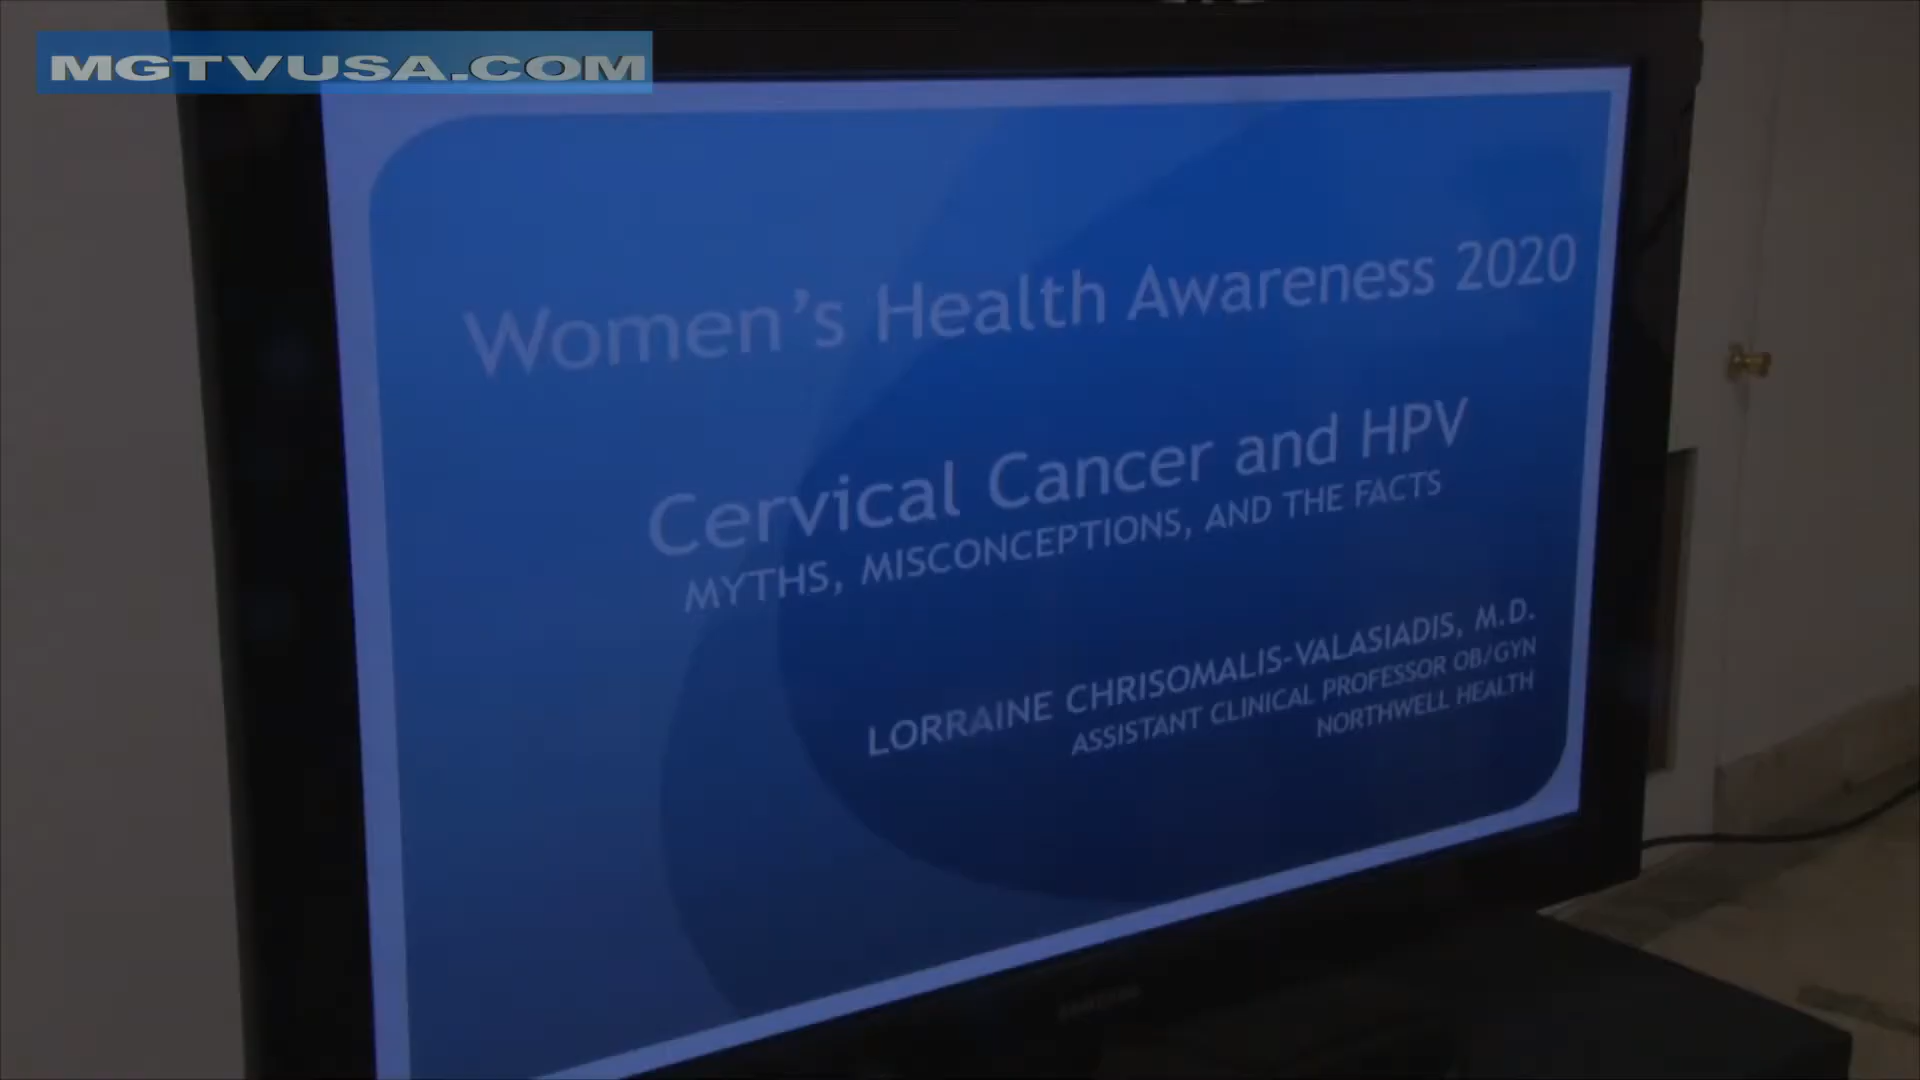 MGTVUSA.COM
Women's Health Awareness 2020
Cervical Cancer and HPV
MYTHS, MISCONCEPTIONS, AND THE FACTS
LORRAINE CHRISOMALIS-VALASIADIS, M.D.
ASSISTANT CLINICAL PROFESSOR OB/GYN
NORTHWELL HEALTH